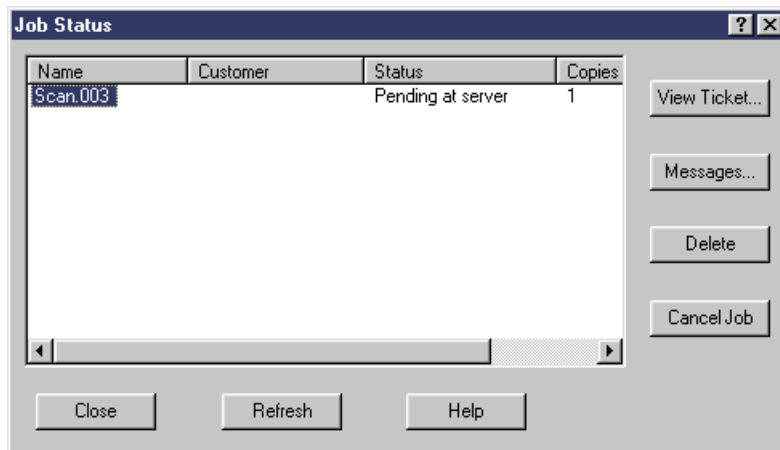 Job Status
Name Customer Status Copies
Scan.003 Pending at server 1
View Ticket...
Messages...
Delete
Cancel Job
Close Refresh Help